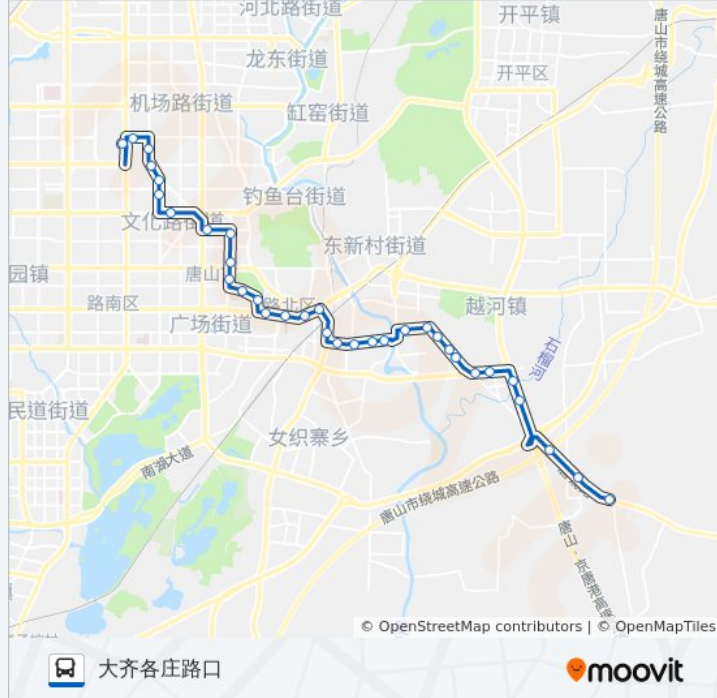 河北路街道
开平镇
唐山市绕城高速公路
龙东街道
开平区
机场路街道
缸窑街道
钓鱼台街道
文化路街道
东新村街道
园镇
唐山
路南区
路北区
越河镇
广场街道
石榴河
民道街道
女织寨乡
南湖大道
唐山市绕城高速公路
唐山-京唐港高速
© OpenStreetMap contributors | © OpenMapTiles
大齐各庄路口
moovit